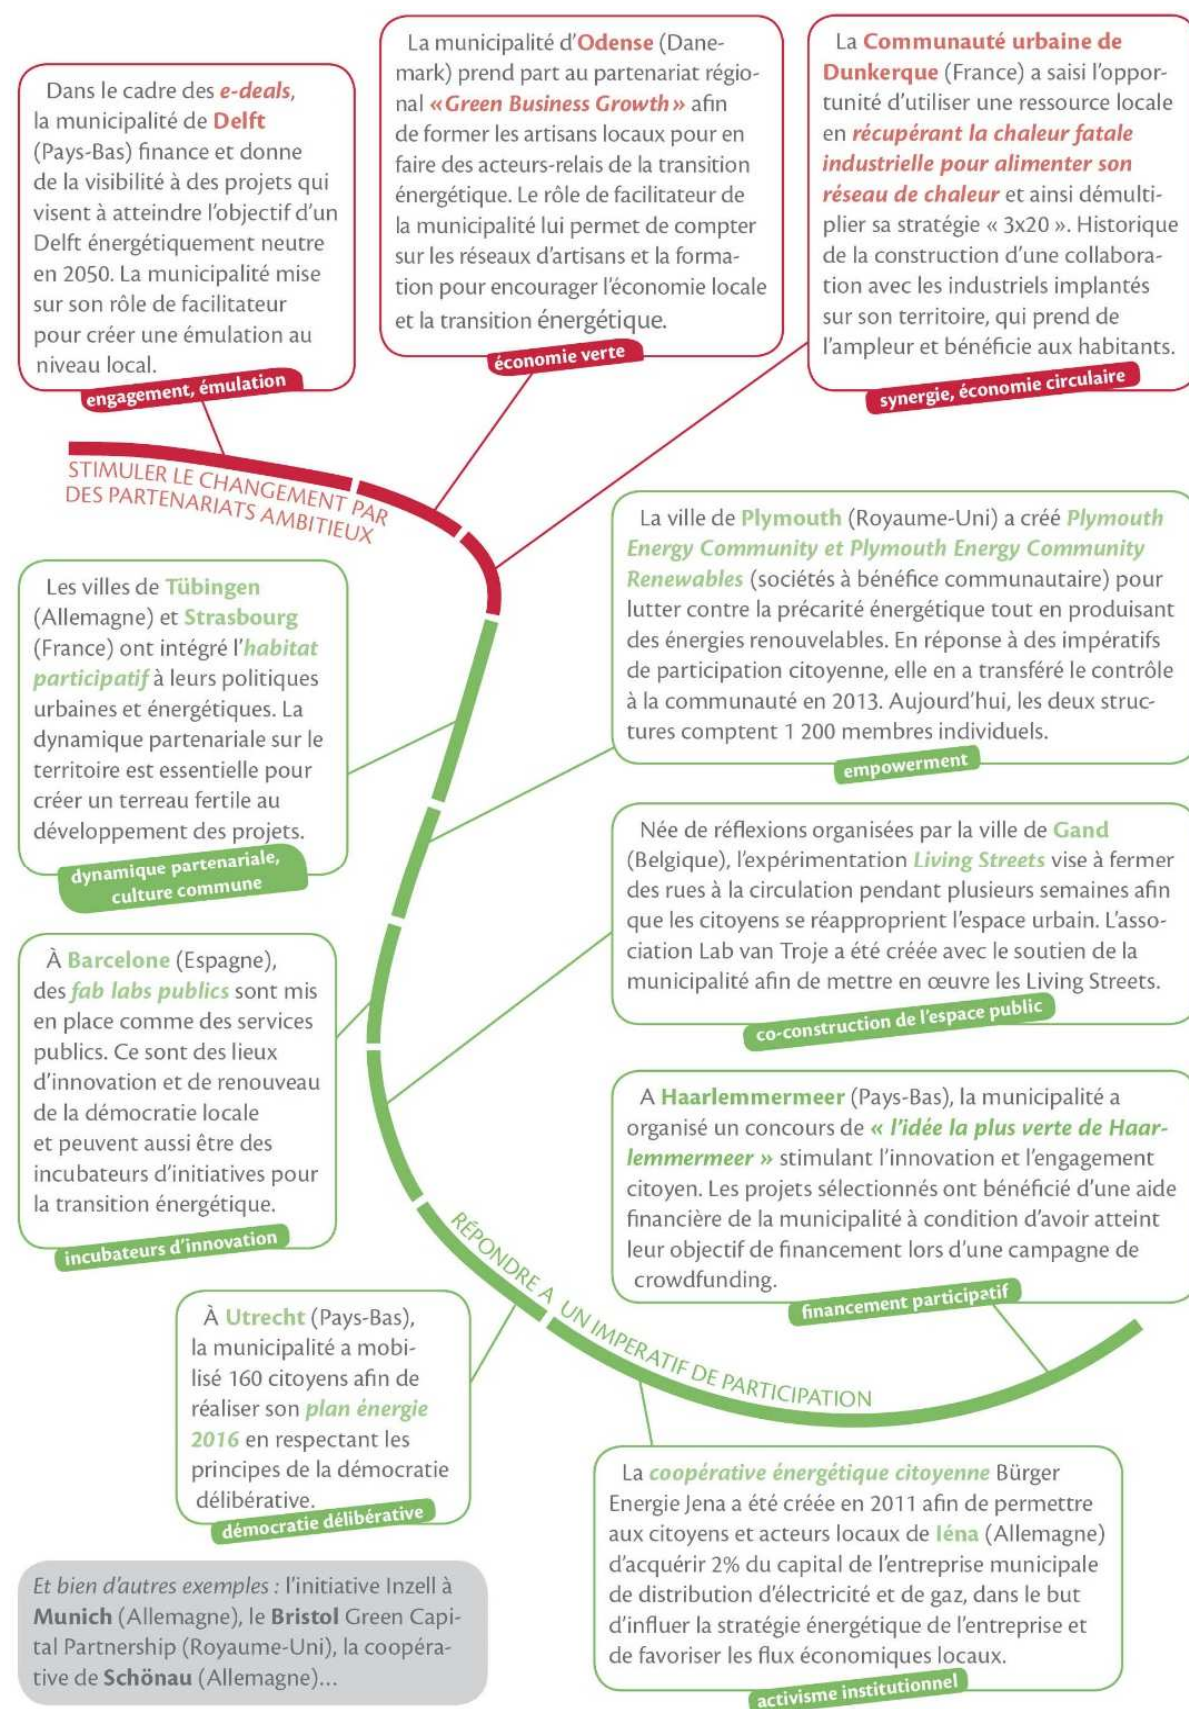 Dans le cadre des e-deals,
la municipalité de Delft
(Pays-Bas) finance et donne
de la visibilité à des projets qui
visent à atteindre l'objectif d'un
Delft énergétiquement neutre
en 2050. La municipalité mise
sur son rôle de facilitateur
pour créer une émulation au
niveau local.
engagement, émulation
La municipalité d'Odense (Dane-
mark) prend part au partenariat régio-
nal «Green Business Growth» afin
de former les artisans locaux pour en
faire des acteurs-relais de la transition
énergétique. Le rôle de facilitateur de
la municipalité lui permet de compter
sur les réseaux d'artisans et la forma-
tion pour encourager l'économie locale
et la transition énergétique.
économie verte
La Communauté urbaine de
Dunkerque (France) a saisi l'oppor-
tunité d'utiliser une ressource locale
en récupérant la chaleur fatale
industrielle pour alimenter son
réseau de chaleur et ainsi démulti-
plier sa stratégie « 3x20 ». Historique
de la construction d'une collabora-
tion avec les industriels implantés
sur son territoire, qui prend de
l'ampleur et bénéficie aux habitants.
synergie, économie circulaire
STIMULER LE CHANGEMENT PAR
DES PARTENARIATS AMBITIEUX
Les villes de Tübingen
(Allemagne) et Strasbourg
(France) ont intégré l'habitat
participatif à leurs politiques
urbaines et énergétiques. La
dynamique partenariale sur le
territoire est essentielle pour
créer un terreau fertile au
développement des projets.
dynamique partenariale,
culture commune
La ville de Plymouth (Royaume-Uni) a créé Plymouth
Energy Community et Plymouth Energy Community
Renewables (sociétés à bénéfice communautaire) pour
lutter contre la précarité énergétique tout en produisant
des énergies renouvelables. En réponse à des impératifs
de participation citoyenne, elle en a transféré le contrôle
à la communauté en 2013. Aujourd'hui, les deux struc-
tures comptent 1 200 membres individuels.
empowerment
Née de réflexions organisées par la ville de Gand
(Belgique), l'expérimentation Living Streets vise à fermer
des rues à la circulation pendant plusieurs semaines afin
que les citoyens se réapproprient l'espace urbain. L'asso-
ciation Lab van Troje a été créée avec le soutien de la
municipalité afin de mettre en œuvre les Living Streets.
co-construction de l'espace public
À Barcelone (Espagne),
des fab labs publics sont mis
en place comme des services
publics. Ce sont des lieux
d'innovation et de renouveau
de la démocratie locale
et peuvent aussi être des
incubateurs d'initiatives pour
la transition énergétique.
incubateurs d'innovation
A Haarlemmermeer (Pays-Bas), la municipalité a
organisé un concours de « l'idée la plus verte de Haar-
lemmermeer » stimulant l'innovation et l'engagement
citoyen. Les projets sélectionnés ont bénéficié d'une aide
financière de la municipalité à condition d'avoir atteint
leur objectif de financement lors d'une campagne de
crowdfunding.
financement participatif
RÉPONDRE A UN IMPERATIF DE PARTICIPATION
À Utrecht (Pays-Bas),
la municipalité a mobi-
lisé 160 citoyens afin de
réaliser son plan énergie
2016 en respectant les
principes de la démocratie
délibérative.
démocratie délibérative
La coopérative énergétique citoyenne Bürger
Energie Jena a été créée en 2011 afin de permettre
aux citoyens et acteurs locaux de Iéna (Allemagne)
d'acquérir 2% du capital de l'entreprise municipale
de distribution d'électricité et de gaz, dans le but
d'influer la stratégie énergétique de l'entreprise et
de favoriser les flux économiques locaux.
activisme institutionnel
Et bien d'autres exemples : l'initiative Inzell à
Munich (Allemagne), le Bristol Green Capi-
tal Partnership (Royaume-Uni), la coopéra-
tive de Schönau (Allemagne)...